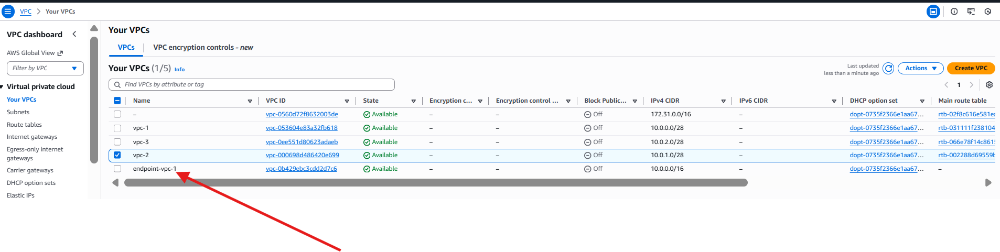 VPC > Your VPCs
VPC dashboard
AWS Global View
Filter by VPC
Virtual private cloud
Your VPCs
Subnets
Route tables
Internet gateways
Egress-only internet
gateways
Carrier gateways
DHCP option sets
Elastic IPs
Your VPCs
VPCs VPC encryption controls - new
Your VPCs (1/5) Info
Last updated
less than a minute ago
Actions Create VPC
Find VPCs by attribute or tag
1
Name VPC ID State Encryption c... Encryption control ... Block Public... IPv4 CIDR IPv6 CIDR DHCP option set Main route table
– vpc-0560d72f8632003de Available – – Off 172.31.0.0/16 – dopt-0735f2366e1aa67... rtb-02f8c616e581ea
vpc-1 vpc-053604e83a32fb618 Available – – Off 10.0.0.0/28 – dopt-0735f2366e1aa67... rtb-031111f238104
vpc-3 vpc-0ee551d80623adaeb Available – – Off 10.0.2.0/28 – dopt-0735f2366e1aa67... rtb-066e78f14c8615
vpc-2 vpc-000698d486420e699 Available – – Off 10.0.1.0/28 – dopt-0735f2366e1aa67... rtb-002288d69559b
endpoint-vpc-1 vpc-0b429ebc3cdd2d7c6 Available – – Off 10.0.0.0/16 – dopt-0735f2366e1aa67... –